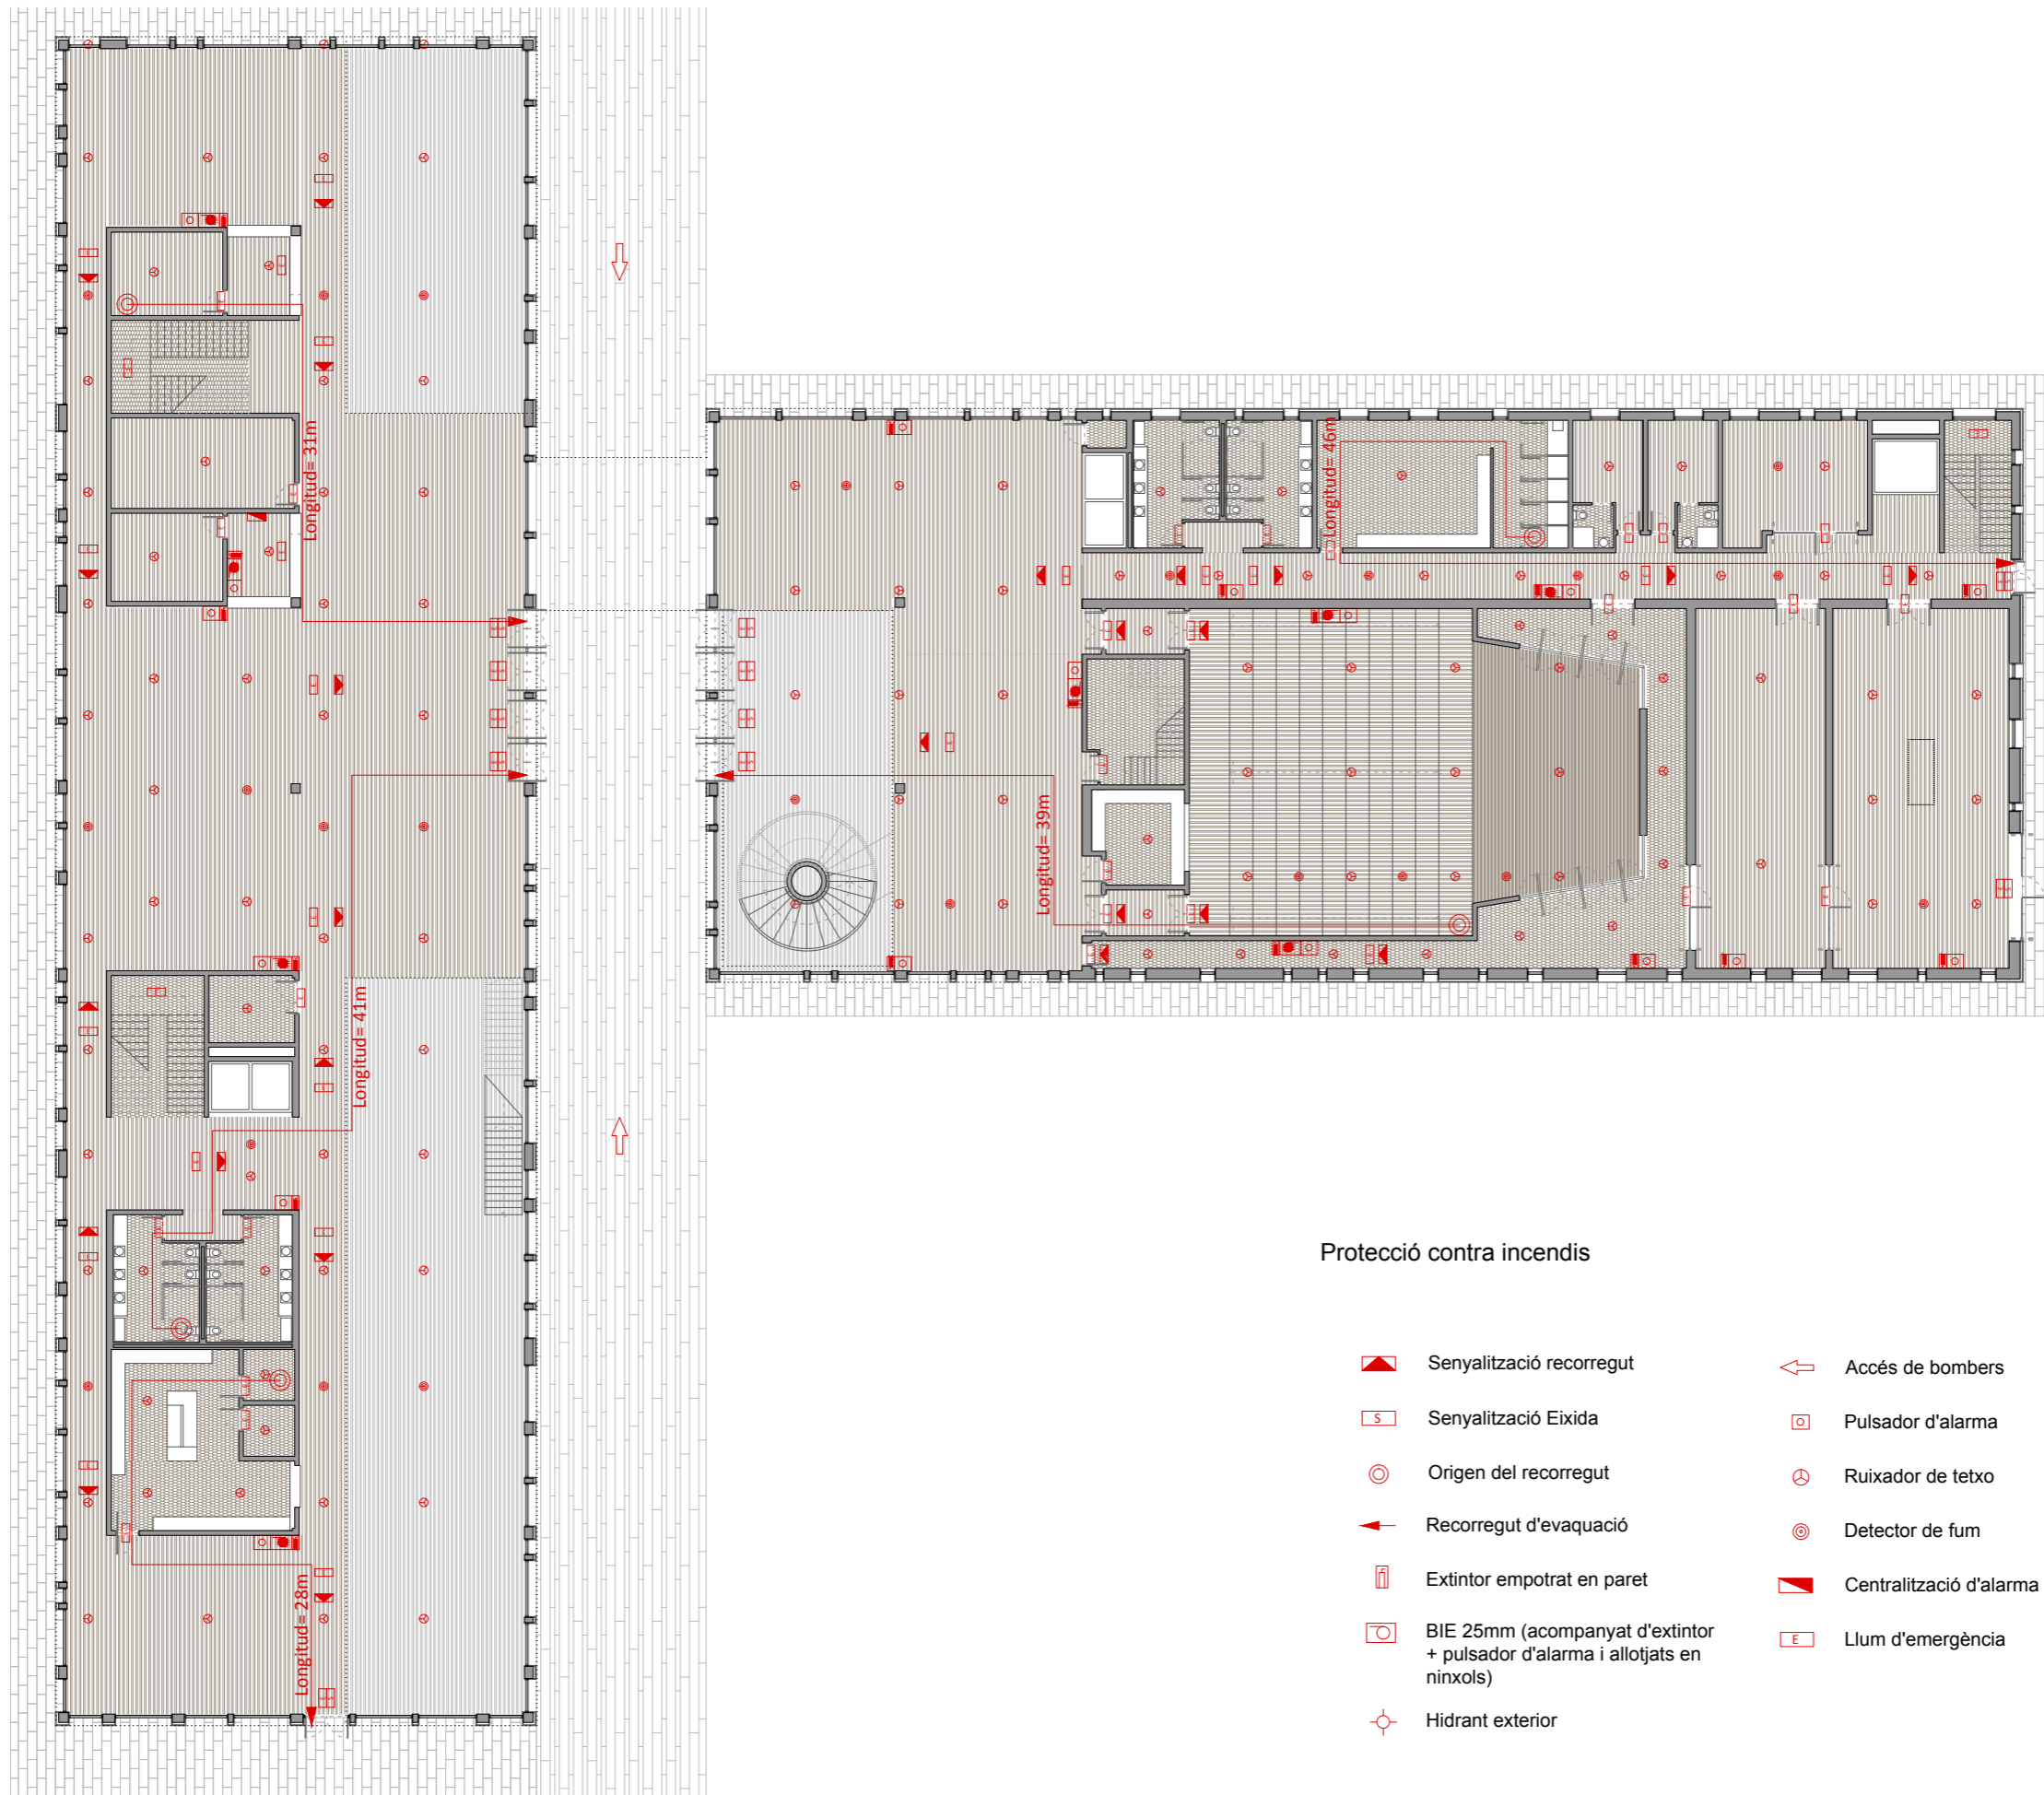 Longitud= 31m
Longitud= 46m
Longitud= 39m
Longitud= 41m
Longitud= 28m
Protecció contra incendis
Senyalització recorregut
S
Senyalització Eixida
Origen del recorregut
Recorregut d'evaquació
Extintor empotrat en paret
BIE 25mm (acompanyat d'extintor
+ pulsador d'alarma i allotjats en
ninxols)
Hidrant exterior
Accés de bombers
Pulsador d'alarma
Ruixador de tetxo
Detector de fum
Centralització d'alarma
E
Llum d'emergència